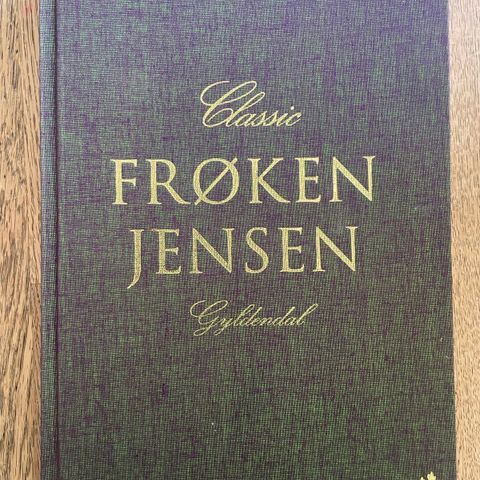 Classic
FRØKEN
JENSEN
Gyldendal